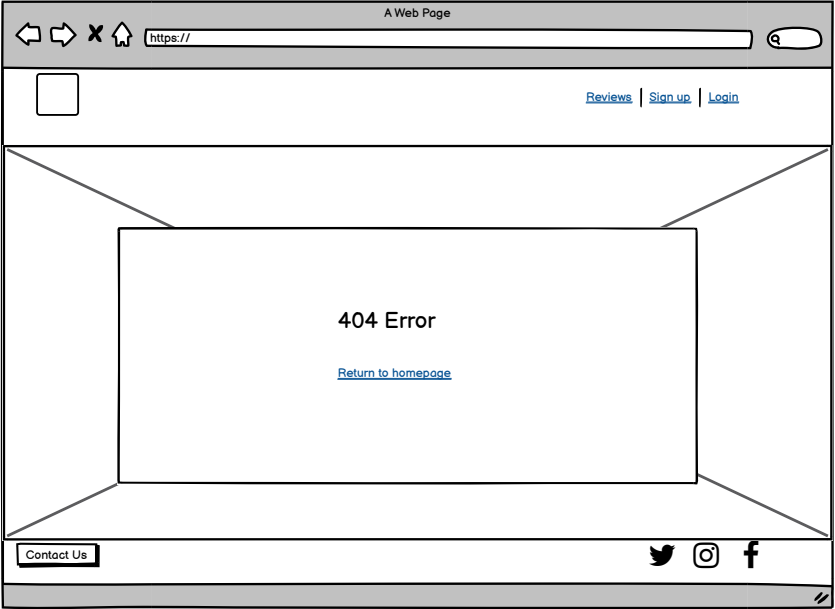 A Web Page
https://
Reviews | Sign up | Login
404 Error
Return to homepage
Contact Us